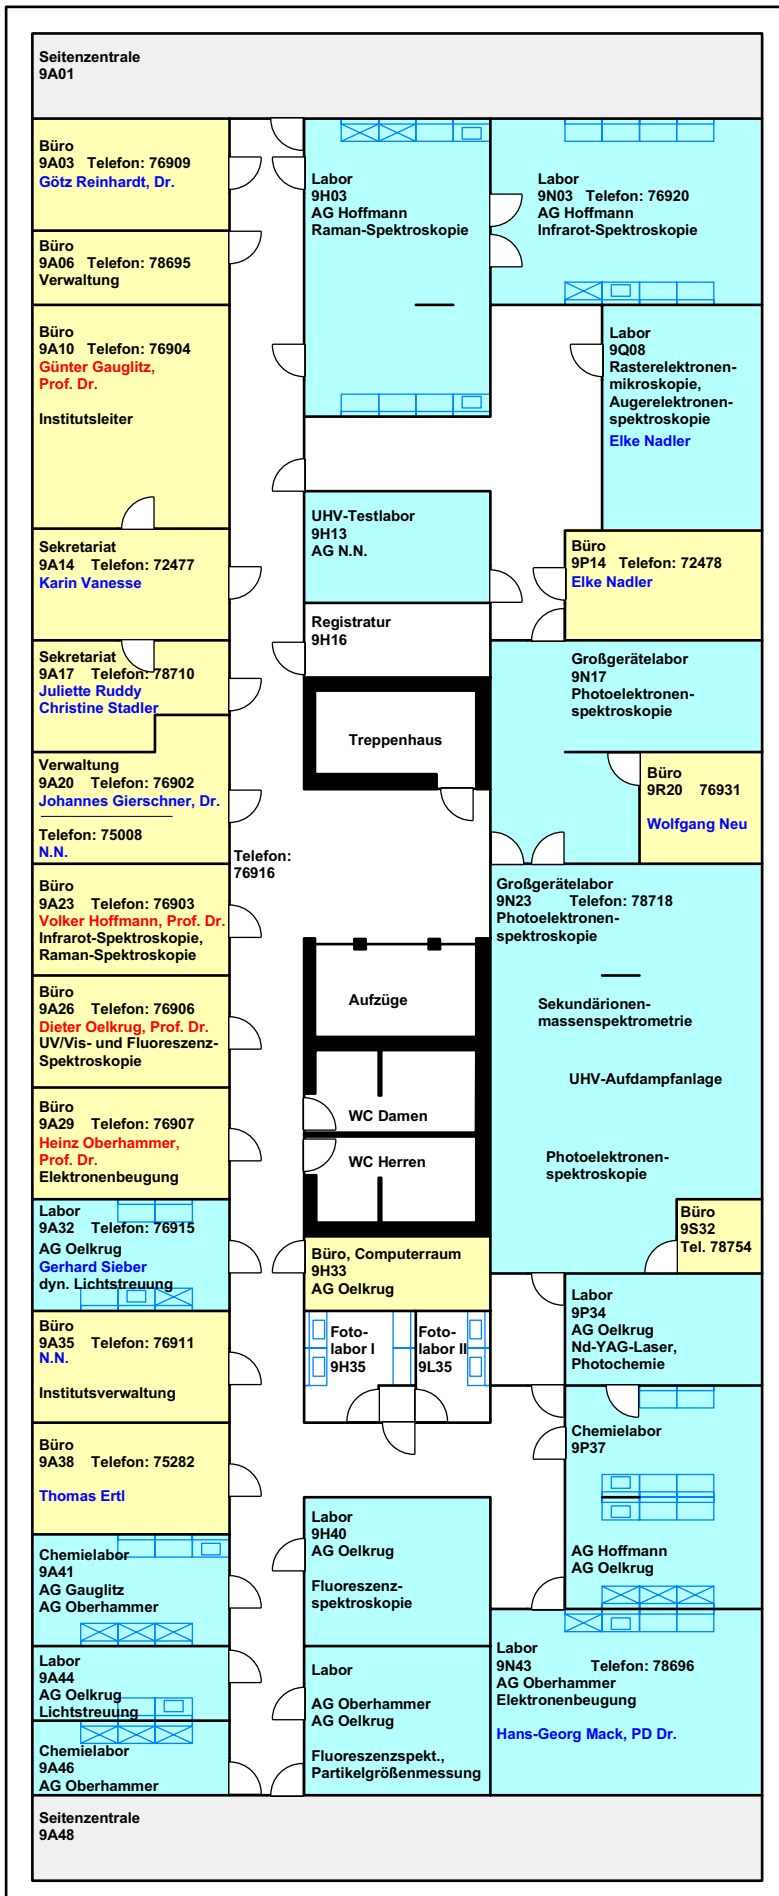 Seitenzentrale
9A01
Büro
9A03 Telefon: 76909
Götz Reinhardt, Dr.
Büro
9A06 Telefon: 78695
Verwaltung
Büro
9A10 Telefon: 76904
Günter Gauglitz,
Prof. Dr.
Institutsleiter
Sekretariat
9A14 Telefon: 72477
Karin Vanesse
Sekretariat
9A17 Telefon: 78710
Juliette Ruddy
Christine Stadler
Verwaltung
9A20 Telefon: 76902
Johannes Gierschner, Dr.
Telefon: 75008
N.N.
Büro
9A23 Telefon: 76903
Volker Hoffmann, Prof. Dr.
Infrarot-Spektroskopie,
Raman-Spektroskopie
Büro
9A26 Telefon: 76906
Dieter Oelkrug, Prof. Dr.
UV/Vis- und Fluoreszenz-
Spektroskopie
Büro
9A29 Telefon: 76907
Heinz Oberhammer,
Prof. Dr.
Elektronenbeugung
Labor
9A32 Telefon: 76915
AG Oelkrug
Gerhard Sieber
dyn. Lichtstreuung
Büro
9A35 Telefon: 76911
N.N.
Institutsverwaltung
Büro
9A38 Telefon: 75282
Thomas Ertl
Chemielabor
9A41
AG Gauglitz
AG Oberhammer
Labor
9A44
AG Oelkrug
Lichtstreuung
Chemielabor
9A46
AG Oberhammer
Seitenzentrale
9A48
Telefon:
76916
Labor
9H03
AG Hoffmann
Raman-Spektroskopie
UHV-Testlabor
9H13
AG N.N.
Registratur
9H16
Treppenhaus
Aufzüge
WC Damen
WC Herren
Büro, Computerraum
9H33
AG Oelkrug
Foto-
labor I
9H35
Foto-
labor II
9L35
Labor
9H40
AG Oelkrug
Fluoreszenz-
spektroskopie
Labor
AG Oberhammer
AG Oelkrug
Fluoreszenzspekt.,
Partikelgrößenmessung
Labor
9N03 Telefon: 76920
AG Hoffmann
Infrarot-Spektroskopie
Labor
9Q08
Rasterelektronen-
mikroskopie,
Augerelektronen-
spektroskopie
Elke Nadler
Büro
9P14 Telefon: 72478
Elke Nadler
Großgerätelabor
9N17
Photoelektronen-
spektroskopie
Büro
9R20 76931
Wolfgang Neu
Großgerätelabor
9N23 Telefon: 78718
Photoelektronen-
spektroskopie
Sekundärionen-
massenspektrometrie
UHV-Aufdampfanlage
Photoelektronen-
spektroskopie
Büro
9S32
Tel. 78754
Labor
9P34
AG Oelkrug
Nd-YAG-Laser,
Photochemie
Chemielabor
9P37
AG Hoffmann
AG Oelkrug
Labor
9N43 Telefon: 78696
AG Oberhammer
Elektronenbeugung
Hans-Georg Mack, PD Dr.